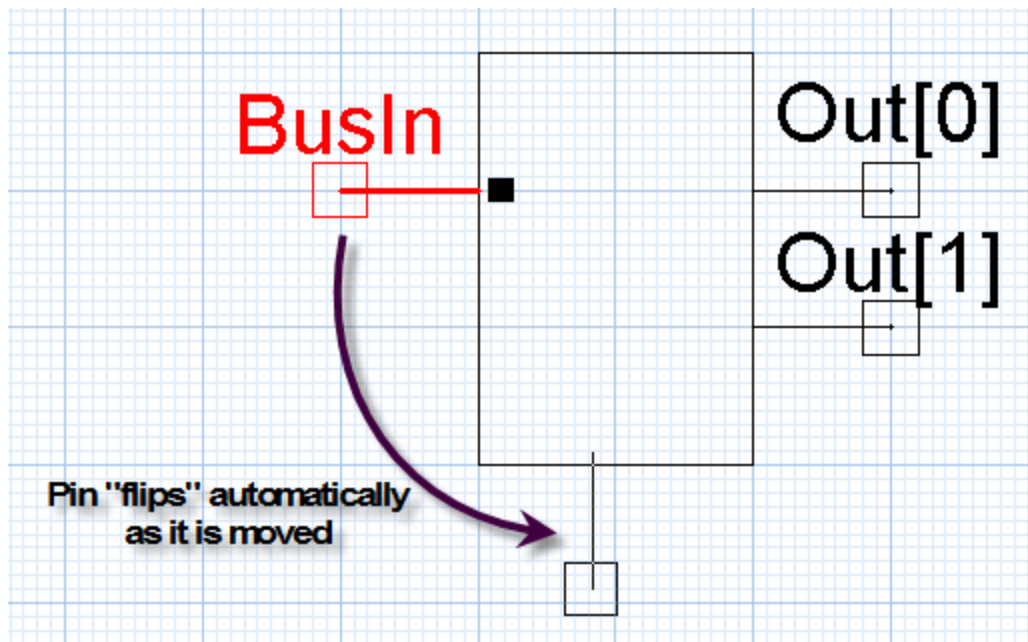 BusIn
Out[0]
Out[1]
Pin "flips" automatically
as it is moved